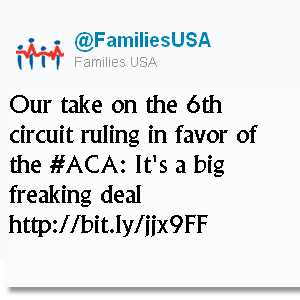 @FamiliesUSA
Families USA
Our take on the 6th
circuit ruling in favor of
the #ACA: It's a big
freaking deal
http://bit.ly/jjx9FF